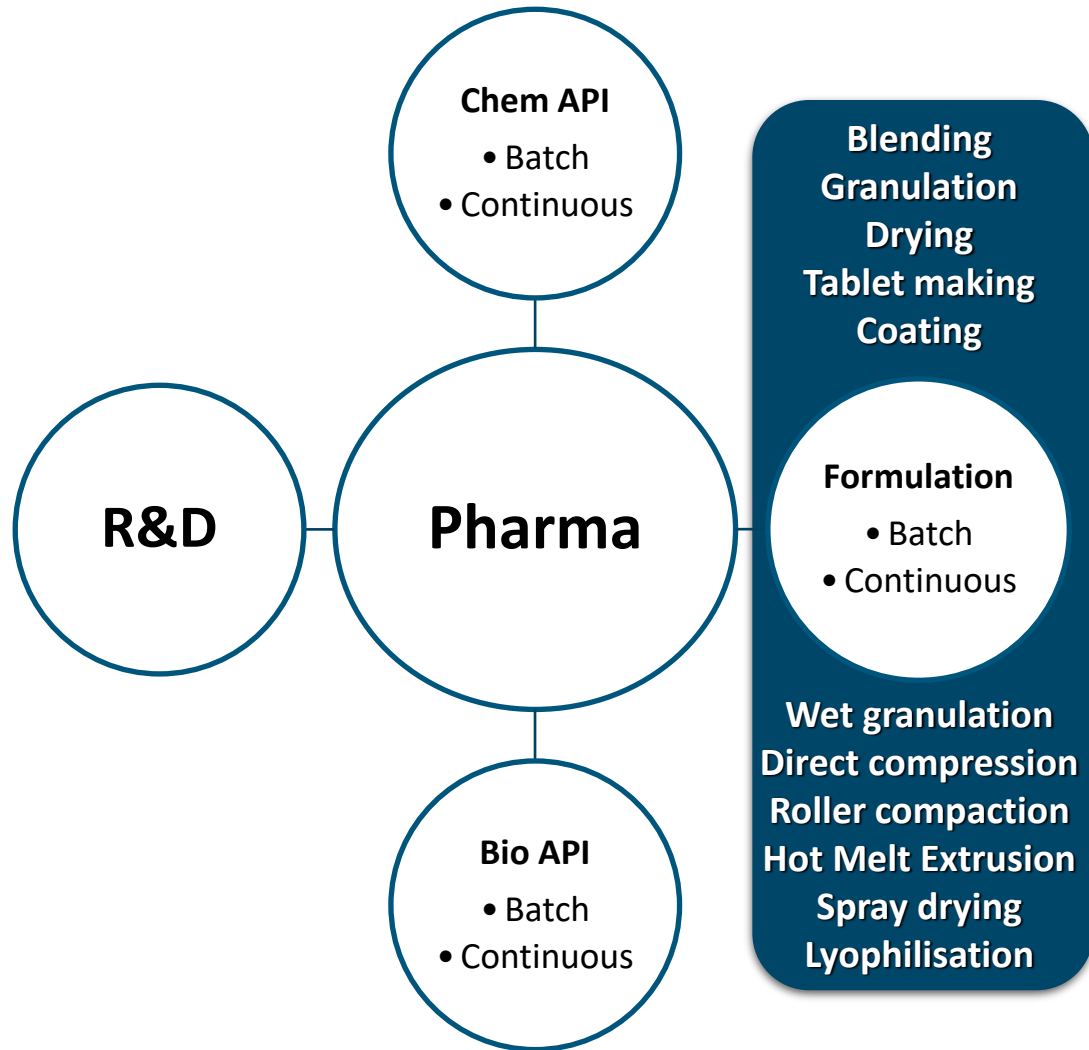 Chem API
• Batch
• Continuous
R&D
Pharma
Blending
Granulation
Drying
Tablet making
Coating
Formulation
• Batch
• Continuous
Wet granulation
Direct compression
Roller compaction
Hot Melt Extrusion
Spray drying
Lyophilisation
Bio API
• Batch
• Continuous